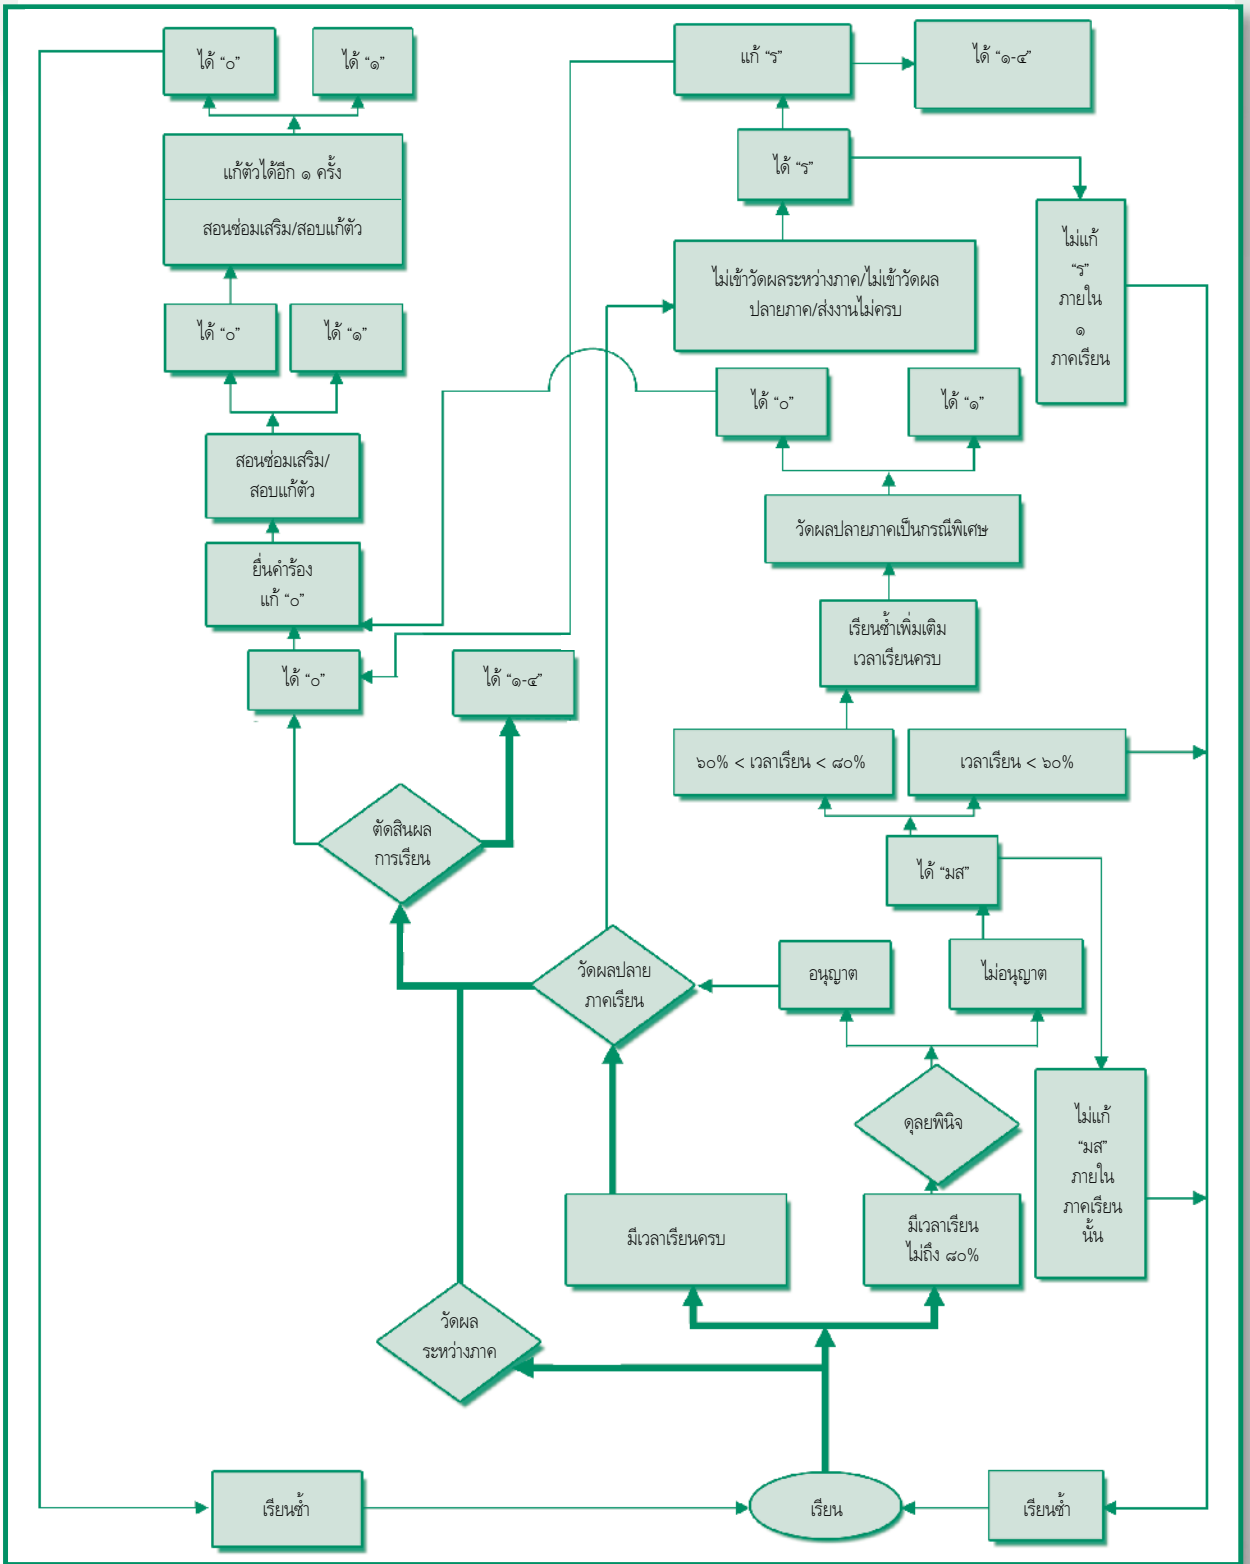 ได้ “๐”
ได้ “๑”
แก้ “ร”
ได้ “๑-๔”
แก้ตัวได้อีก ๑ ครั้ง
สอนซ่อมเสริม/สอบแก้ตัว
ได้ “ร”
ไม่แก้
“ร”
ภายใน
๑
ภาคเรียน
ไม่เข้าวัดผลระหว่างภาค/ไม่เข้าวัดผล
ปลายภาค/ส่งงานไม่ครบ
ได้ “๐”
ได้ “๑”
ได้ “๐”
ได้ “๑”
สอนซ่อมเสริม/
สอบแก้ตัว
วัดผลปลายภาคเป็นกรณีพิเศษ
ยื่นคำร้อง
แก้ “๐”
เรียนซ้ำเพิ่มเติม
เวลาเรียนครบ
ได้ “๐”
ได้ “๑-๔”
๖๐% < เวลาเรียน < ๘๐%
เวลาเรียน < ๖๐%
ตัดสินผล
การเรียน
ได้ “มส”
วัดผลปลาย
ภาคเรียน
อนุญาต
ไม่อนุญาต
ดุลยพินิจ
ไม่แก้
“มส”
ภายใน
ภาคเรียน
นั้น
มีเวลาเรียนครบ
มีเวลาเรียน
ไม่ถึง ๘๐%
วัดผล
ระหว่างภาค
เรียนซ้ำ
เรียน
เรียนซ้ำ